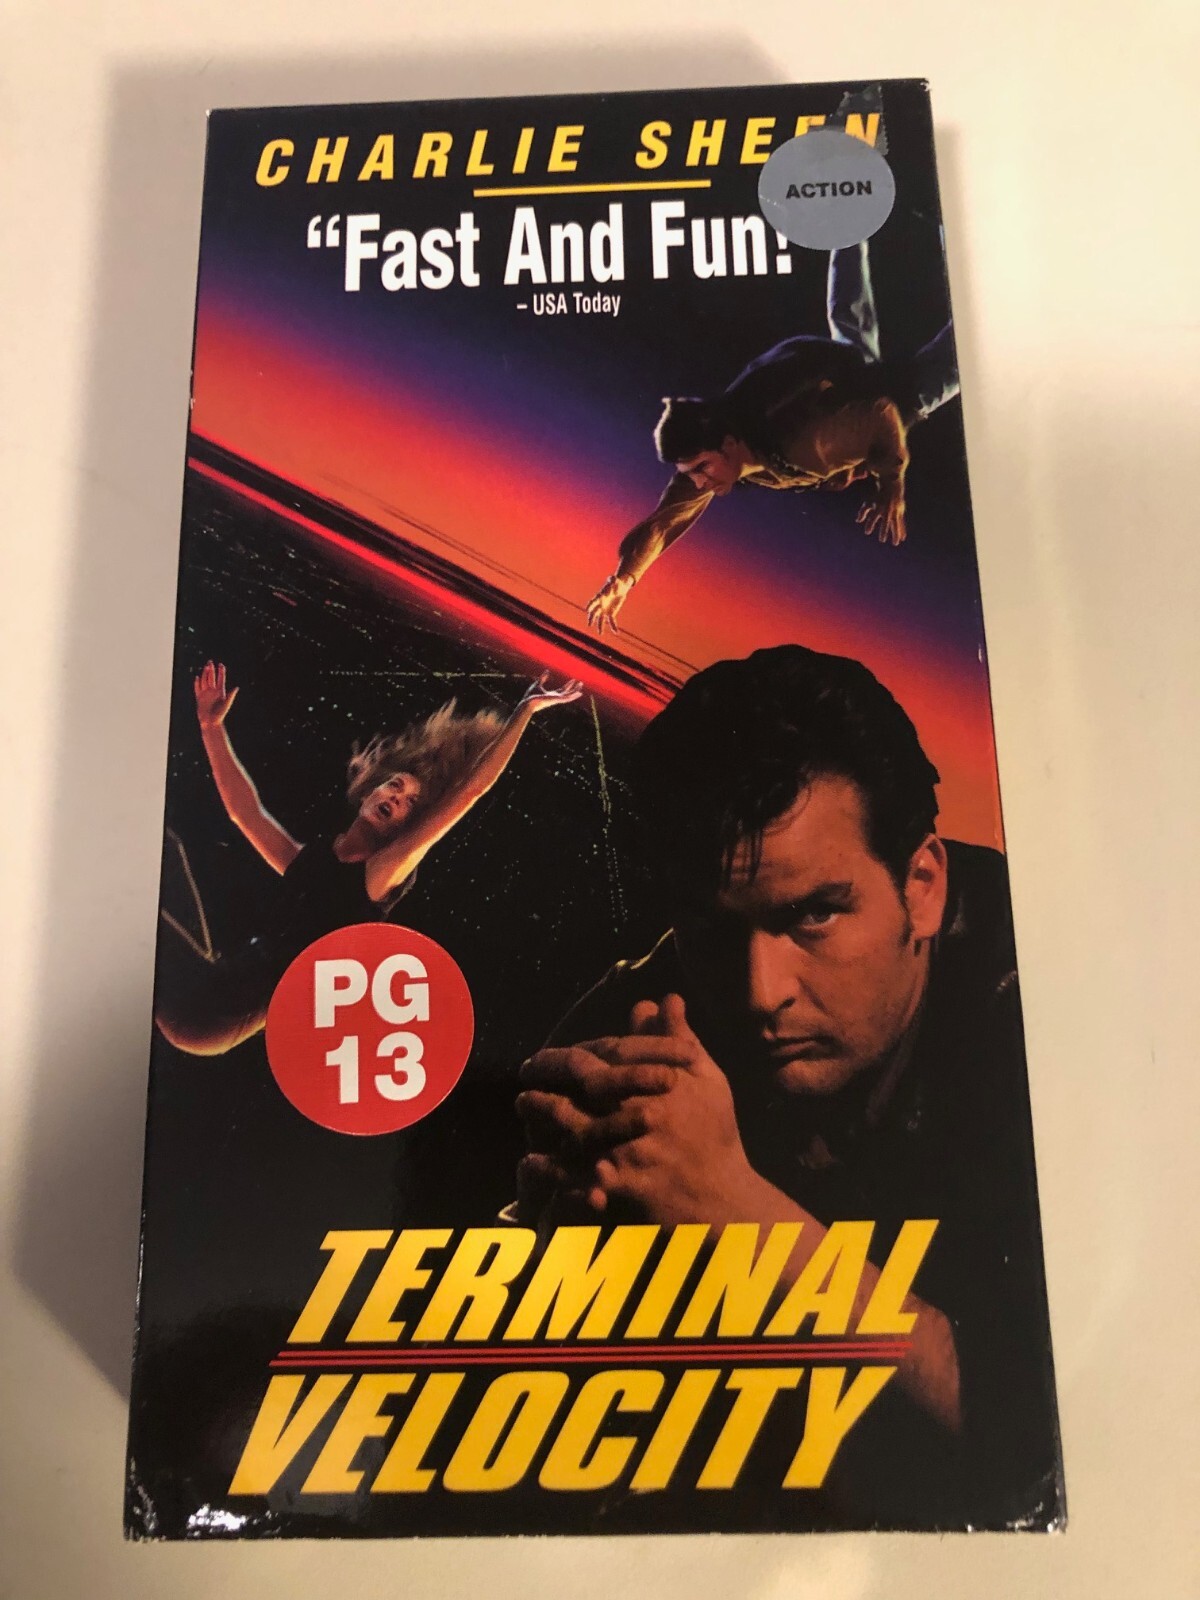 CHARLIE SHEEN
ACTION
“Fast And Fun!
– USA Today
PG
13
TERMINAL
VELOCITY